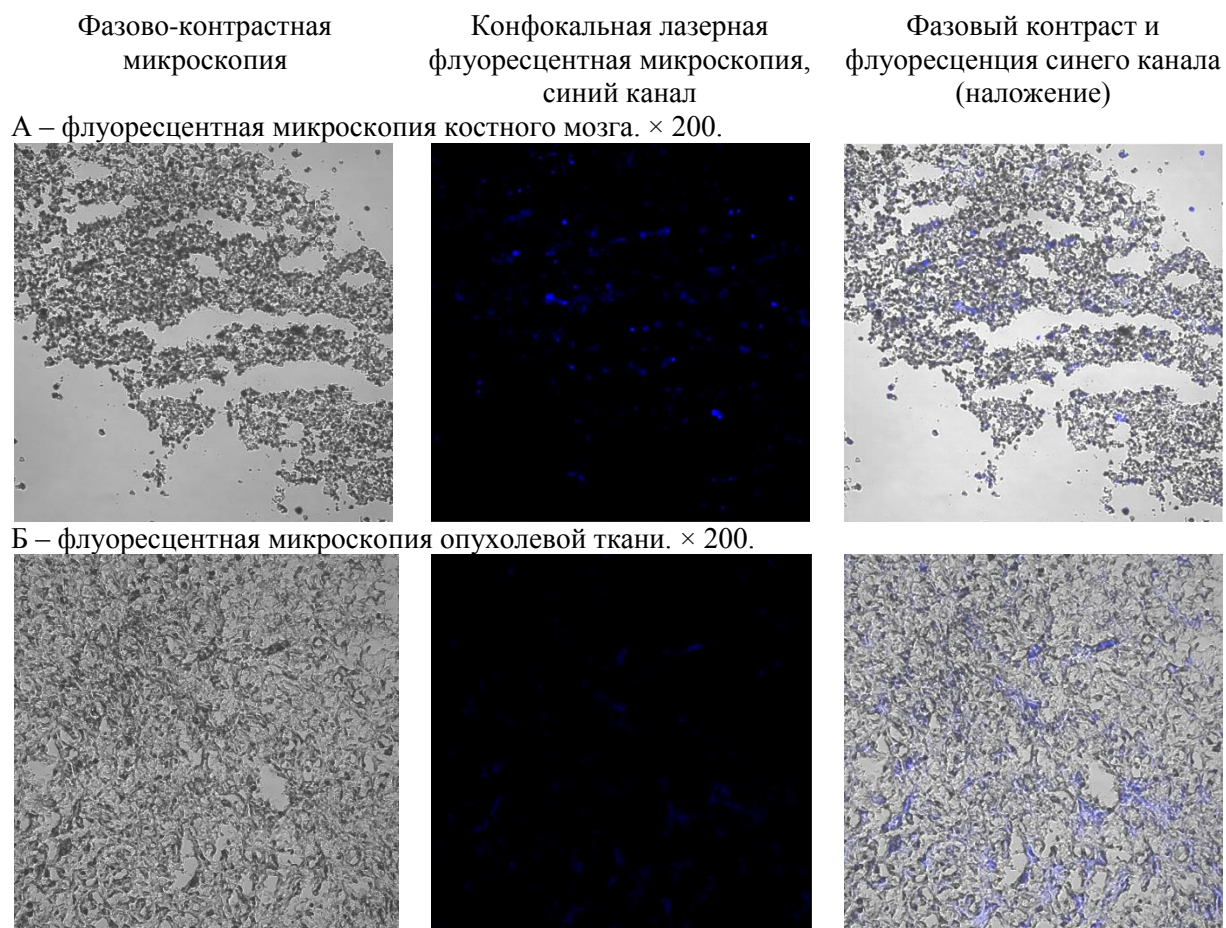 Фазово-контрастная
микроскопия
Конфокальная лазерная
флуоресцентная микроскопия,
синий канал
Фазовый контраст и
флуоресценция синего канала
(наложение)
А – флуоресцентная микроскопия костного мозга. × 200.
Б – флуоресцентная микроскопия опухолевой ткани. × 200.